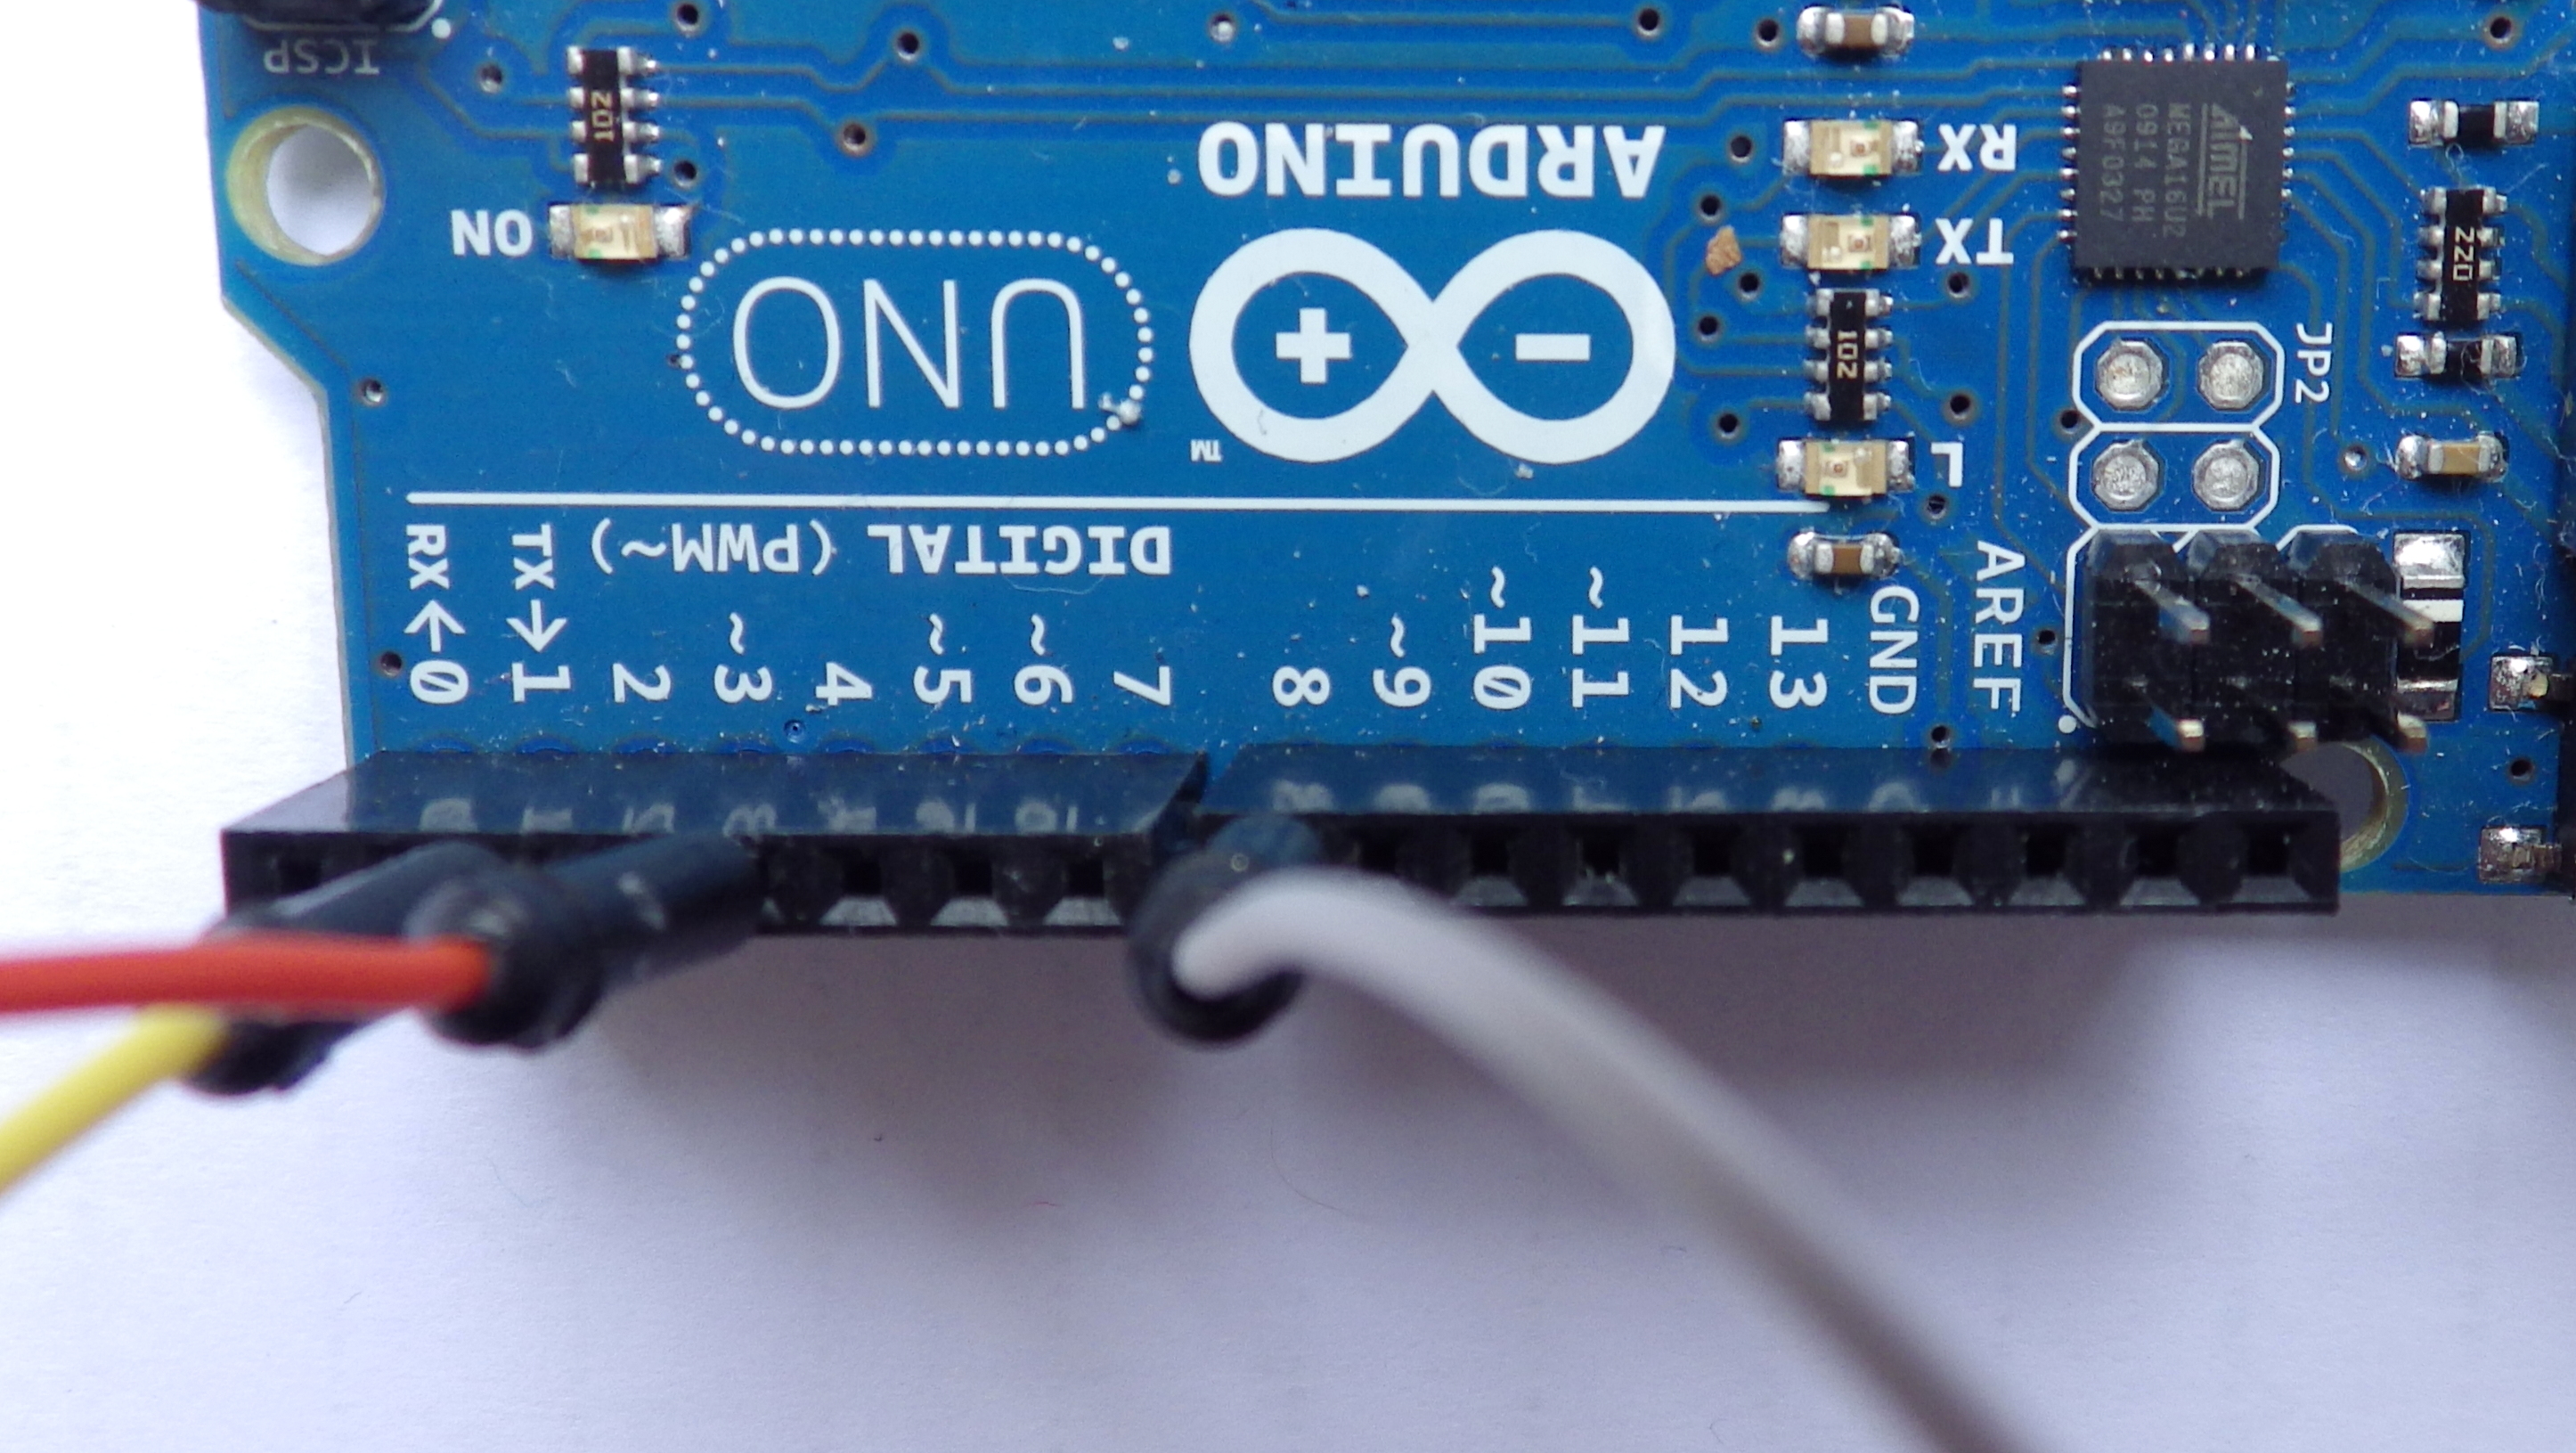 ICSP
102
ON
UNO
ARDUINO
TM
RX
TX
102
L
ATMEL
MEGA16U2
0914 PH
A9F0327
220
JP2
DIGITAL (PWM~)
RX←0
TX→1
2
~3
4
~5
~6
7
8
~9
~10
~11
12
13
GND
AREF